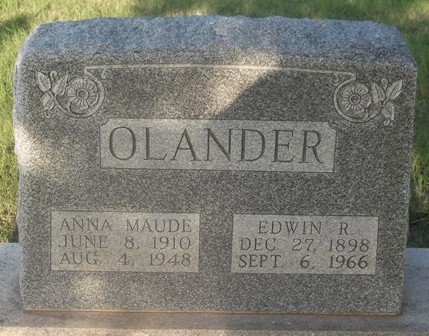 OLANDER
ANNA MAUDE
JUNE 8, 1910
AUG 4, 1948
EDWIN R.
DEC. 27, 1898
SEPT. 6, 1966